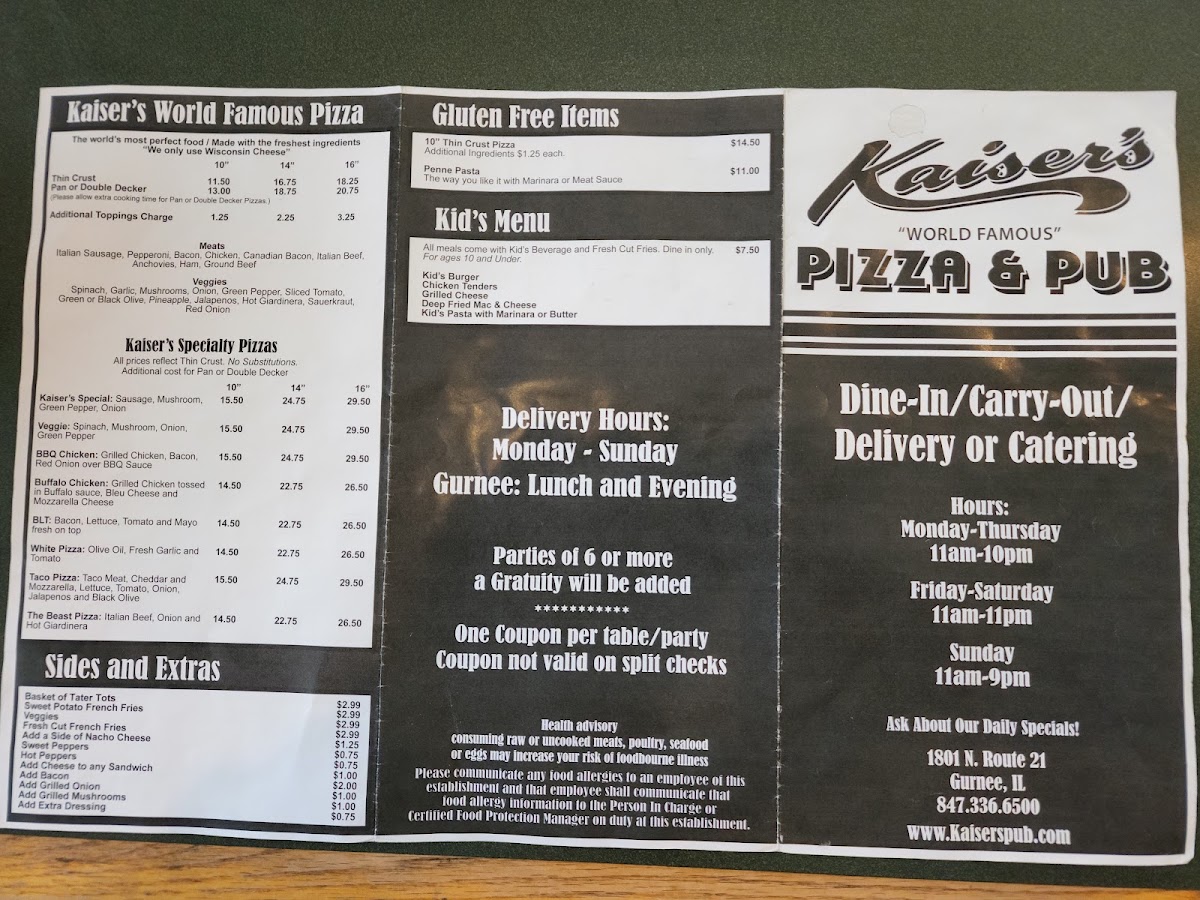 Kaiser's World Famous Pizza
The world's most perfect food / Made with the freshest ingredients
"We only use Wisconsin Cheese"
10" 14" 16"
Thin Crust 11.50 16.75 18.25
Pan or Double Decker 13.00 18.75 20.75
(Please allow extra cooking time for Pan or Double Decker Pizzas.)
Additional Toppings Charge 1.25 2.25 3.25
Meats
Italian Sausage, Pepperoni, Bacon, Chicken, Canadian Bacon, Italian Beef,
Anchovies, Ham, Ground Beef
Veggies
Spinach, Garlic, Mushrooms, Onion, Green Pepper, Sliced Tomato,
Green or Black Olive, Pineapple, Jalapenos, Hot Giardinera, Sauerkraut,
Red Onion
Kaiser's Specialty Pizzas
All prices reflect Thin Crust. No Substitutions.
Additional cost for Pan or Double Decker
10" 14" 16"
Kaiser's Special: Sausage, Mushroom, 15.50 24.75 29.50
Green Pepper, Onion
Veggie: Spinach, Mushroom, Onion, 15.50 24.75 29.50
Green Pepper
BBQ Chicken: Grilled Chicken, Bacon, 15.50 24.75 29.50
Red Onion over BBQ Sauce
Buffalo Chicken: Grilled Chicken tossed 14.50 22.75 26.50
in Buffalo sauce, Bleu Cheese and
Mozzarella Cheese
BLT: Bacon, Lettuce, Tomato and Mayo 14.50 22.75 26.50
fresh on top
White Pizza: Olive Oil, Fresh Garlic and 14.50 22.75 26.50
Tomato
Taco Pizza: Taco Meat, Cheddar and 15.50 24.75 29.50
Mozzarella, Lettuce, Tomato, Onion,
Jalapenos and Black Olive
The Beast Pizza: Italian Beef, Onion and 14.50 22.75 26.50
Hot Giardinera
Sides and Extras
Basket of Tater Tots $2.99
Sweet Potato French Fries $2.99
Veggies $2.99
Fresh Cut French Fries $2.99
Add a Side of Nacho Cheese $1.25
Sweet Peppers $0.75
Hot Peppers $0.75
Add Cheese to any Sandwich $1.00
Add Bacon $2.00
Add Grilled Onion $1.00
Add Grilled Mushrooms $1.00
Add Extra Dressing $0.75
Gluten Free Items
10" Thin Crust Pizza $14.50
Additional Ingredients $1.25 each.
Penne Pasta $11.00
The way you like it with Marinara or Meat Sauce
Kid's Menu
All meals come with Kid's Beverage and Fresh Cut Fries. Dine in only. $7.50
For ages 10 and Under.
Kid's Burger
Chicken Tenders
Grilled Cheese
Deep Fried Mac & Cheese
Kid's Pasta with Marinara or Butter
Delivery Hours:
Monday - Sunday
Gurnee: Lunch and Evening
Parties of 6 or more
a Gratuity will be added
***********
One Coupon per table/party
Coupon not valid on split checks
Health advisory
consuming raw or uncooked meats, poultry, seafood
or eggs may increase your risk of foodbourne illness
Please communicate any food allergies to an employee of this
establishment and that employee shall communicate that
food allergy information to the Person In Charge or
Certified Food Protection Manager on duty at this establishment.
Kaiser's
"WORLD FAMOUS"
PIZZA & PUB
Dine-In/Carry-Out/
Delivery or Catering
Hours:
Monday-Thursday
11am-10pm
Friday-Saturday
11am-11pm
Sunday
11am-9pm
Ask About Our Daily Specials!
1801 N. Route 21
Gurnee, IL
847.336.6500
www.Kaiserspub.com